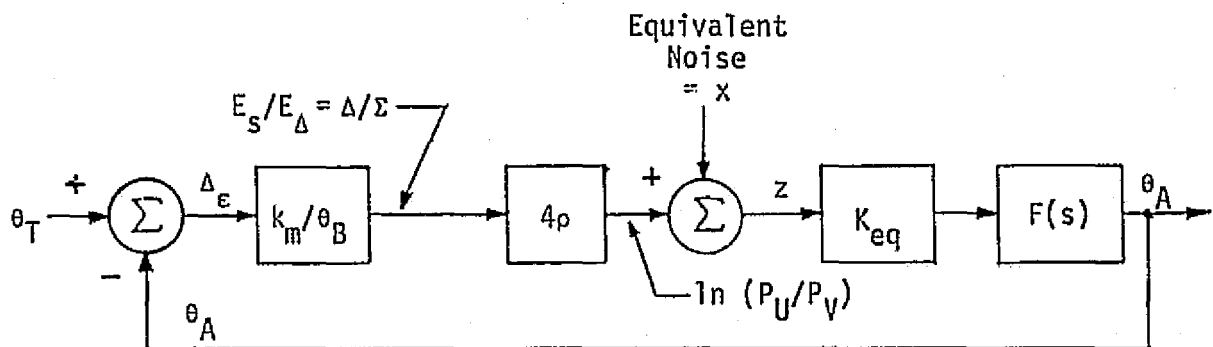 Equivalent
Noise
= x
E_s/E_Δ = Δ/Σ
+
θ_T
Σ
Δ_ε
k_m/θ_B
4ρ
+
Σ
z
K_eq
F(s)
θ_A
−
ln (P_U/P_V)
θ_A